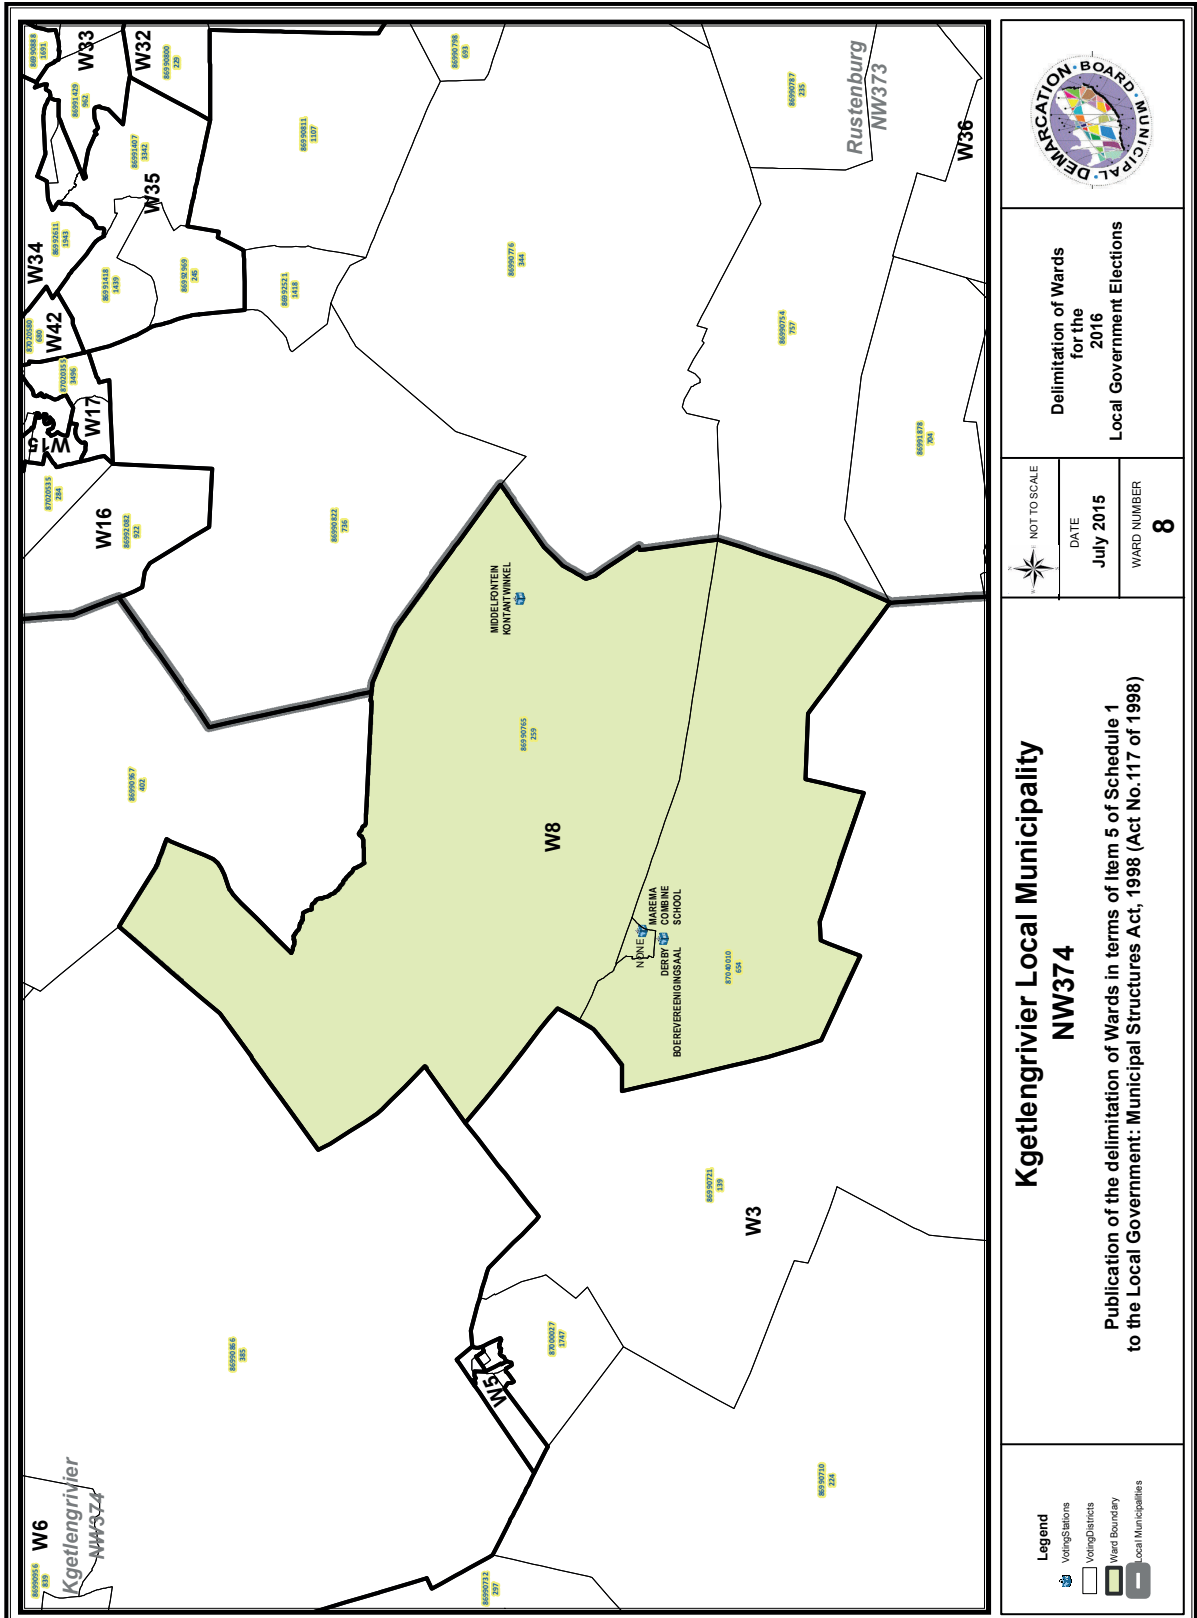 W6
86990956
839
Kgetlengrivier
NW374
86990866
385
86990732
297
86990710
224
W5
87000027
1747
86990721
139
W3
86990967
402
W8
86990765
259
MIDDELFONTEIN
KONTANTWINKEL
NONE
MAREMA
COMBINE
SCHOOL
DERBY
BOEREVEREENIGINGSAAL
87040010
654
W16
86992082
922
87020535
284
W15
W17
87020355
3496
W42
87020580
680
W34
86992611
1943
86991418
1439
86992969
245
W35
86991407
3342
86991429
962
W33
86990888
1691
W32
86990800
229
86990811
1107
86992521
1418
86990822
736
86990798
693
86990776
344
86990787
235
86990754
757
86991878
704
Rustenburg
NW373
W36
Legend
VotingStations
VotingDistricts
Ward Boundary
Local Municipalities
Kgetlengrivier Local Municipality
NW374
Publication of the delimitation of Wards in terms of Item 5 of Schedule 1
to the Local Government: Municipal Structures Act, 1998 (Act No.117 of 1998)
NOT TO SCALE
DATE
July 2015
WARD NUMBER
8
Delimitation of Wards
for the
2016
Local Government Elections
MUNICIPAL DEMARCATION BOARD